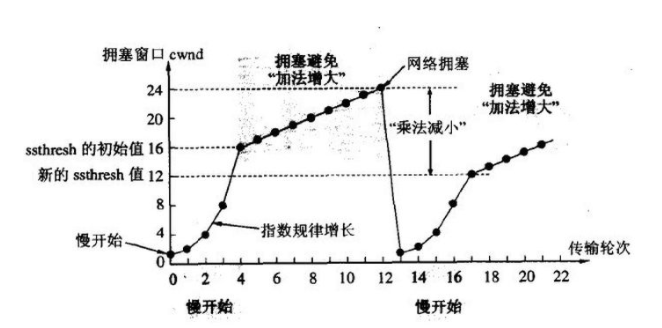 拥塞窗口 cwnd
拥塞避免
“加法增大”
网络拥塞
拥塞避免
“加法增大”
24
20
“乘法减小”
ssthresh 的初始值 16
新的 ssthresh 值 12
8
指数规律增长
慢开始
4
0
传输轮次
0 2 4 6 8 10 12 14 16 18 20 22
慢开始
慢开始